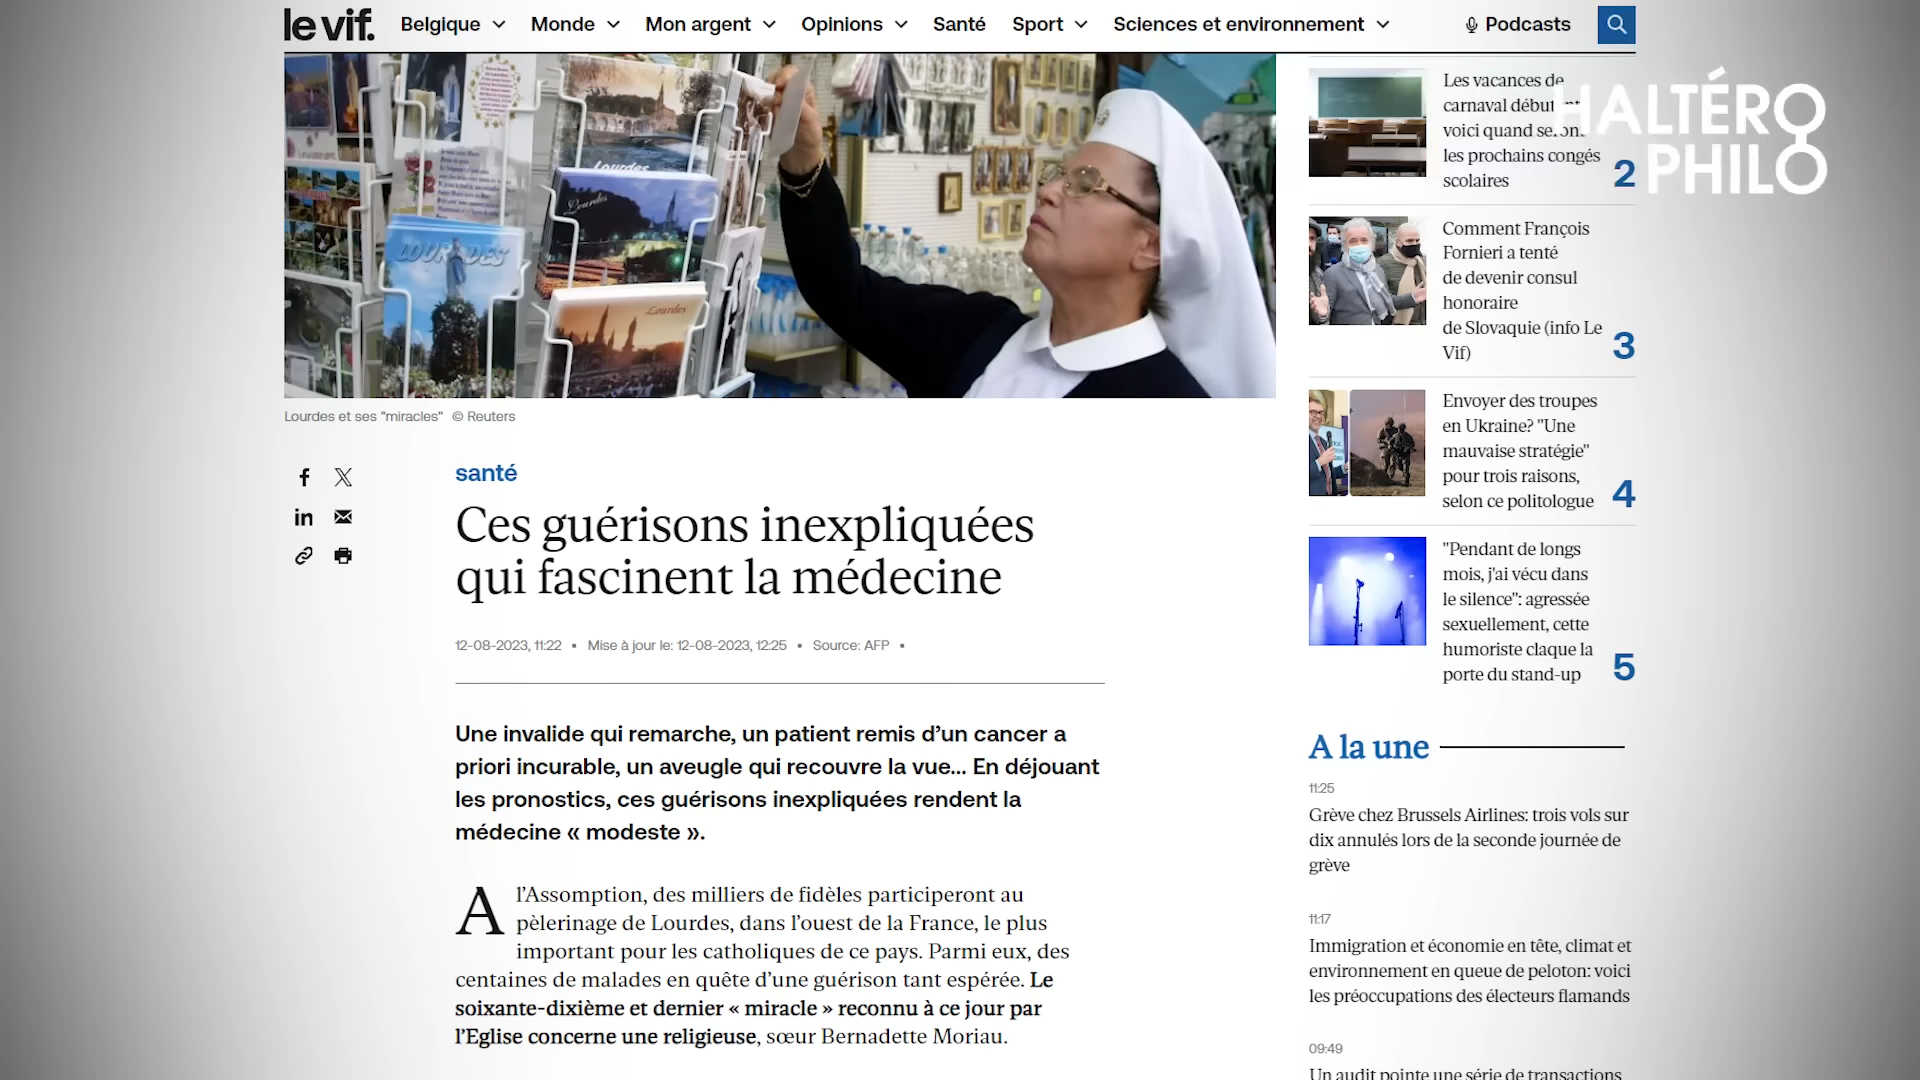 le vif.
Belgique
Monde
Mon argent
Opinions
Santé
Sport
Sciences et environnement
Podcasts
HALTÉRO
PHILO
Lourdes
Lourdes
LOURDES
Lourdes
Lourdes et ses "miracles" © Reuters
santé
Ces guérisons inexpliquées
qui fascinent la médecine
12-08-2023, 11:22 • Mise à jour le: 12-08-2023, 12:25 • Source: AFP •
Une invalide qui remarche, un patient remis d’un cancer a
priori incurable, un aveugle qui recouvre la vue… En déjouant
les pronostics, ces guérisons inexpliquées rendent la
médecine « modeste ».
A l’Assomption, des milliers de fidèles participeront au
pèlerinage de Lourdes, dans l’ouest de la France, le plus
important pour les catholiques de ce pays. Parmi eux, des
centaines de malades en quête d’une guérison tant espérée. Le
soixante-dixième et dernier « miracle » reconnu à ce jour par
l’Eglise concerne une religieuse, sœur Bernadette Moriau.
Les vacances de
carnaval débutent
voici quand seront
les prochains congés
scolaires
2
Comment François
Fornieri a tenté
de devenir consul
honoraire
de Slovaquie (info Le
Vif)
3
Envoyer des troupes
en Ukraine? "Une
mauvaise stratégie"
pour trois raisons,
selon ce politologue
4
"Pendant de longs
mois, j'ai vécu dans
le silence": agressée
sexuellement, cette
humoriste claque la
porte du stand-up
5
A la une
11:25
Grève chez Brussels Airlines: trois vols sur
dix annulés lors de la seconde journée de
grève
11:17
Immigration et économie en tête, climat et
environnement en queue de peloton: voici
les préoccupations des électeurs flamands
09:49
Un audit pointe une série de transactions